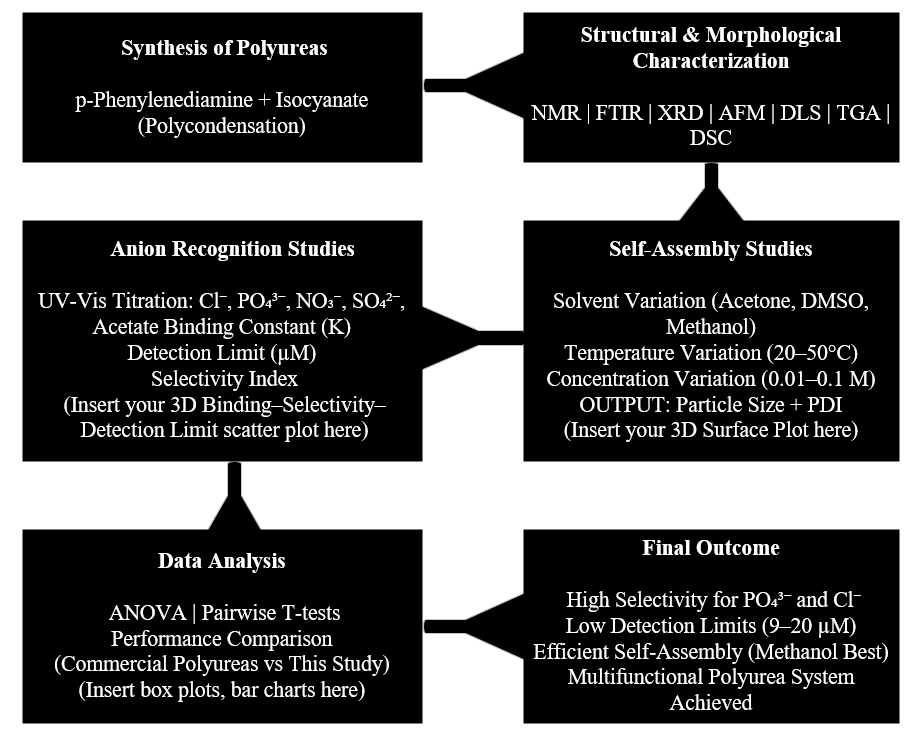 Synthesis of Polyureas
p-Phenylenediamine + Isocyanate
(Polycondensation)
Structural & Morphological
Characterization
NMR | FTIR | XRD | AFM | DLS | TGA |
DSC
Anion Recognition Studies
UV-Vis Titration: Cl⁻, PO₄³⁻, NO₃⁻, SO₄²⁻,
Acetate Binding Constant (K)
Detection Limit (µM)
Selectivity Index
(Insert your 3D Binding–Selectivity–
Detection Limit scatter plot here)
Self-Assembly Studies
Solvent Variation (Acetone, DMSO,
Methanol)
Temperature Variation (20–50°C)
Concentration Variation (0.01–0.1 M)
OUTPUT: Particle Size + PDI
(Insert your 3D Surface Plot here)
Data Analysis
ANOVA | Pairwise T-tests
Performance Comparison
(Commercial Polyureas vs This Study)
(Insert box plots, bar charts here)
Final Outcome
High Selectivity for PO₄³⁻ and Cl⁻
Low Detection Limits (9–20 µM)
Efficient Self-Assembly (Methanol Best)
Multifunctional Polyurea System
Achieved